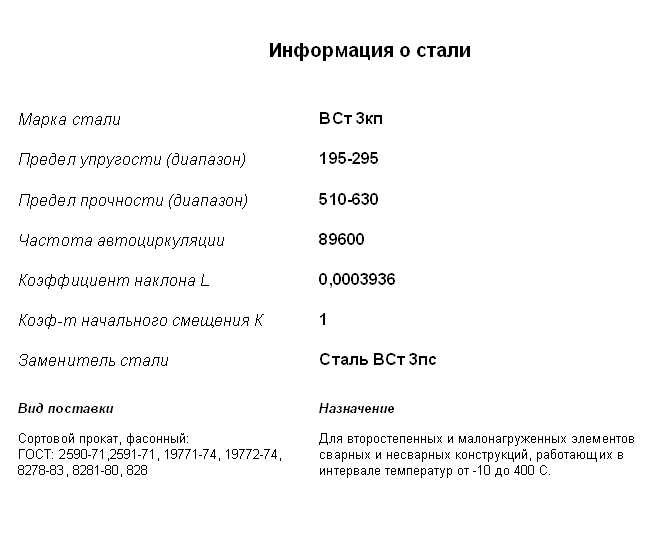 Информация о стали
Марка стали ВСт 3кп
Предел упругости (диапазон) 195-295
Предел прочности (диапазон) 510-630
Частота автоциркуляции 89600
Коэффициент наклона L 0,0003936
Коэф-т начального смещения К 1
Заменитель стали Сталь ВСт 3пс
Вид поставки
Сортовой прокат, фасонный:
ГОСТ: 2590-71,2591-71, 19771-74, 19772-74,
8278-83, 8281-80, 828
Назначение
Для второстепенных и малонагруженных элементов
сварных и несварных конструкций, работающих в
интервале температур от -10 до 400 С.